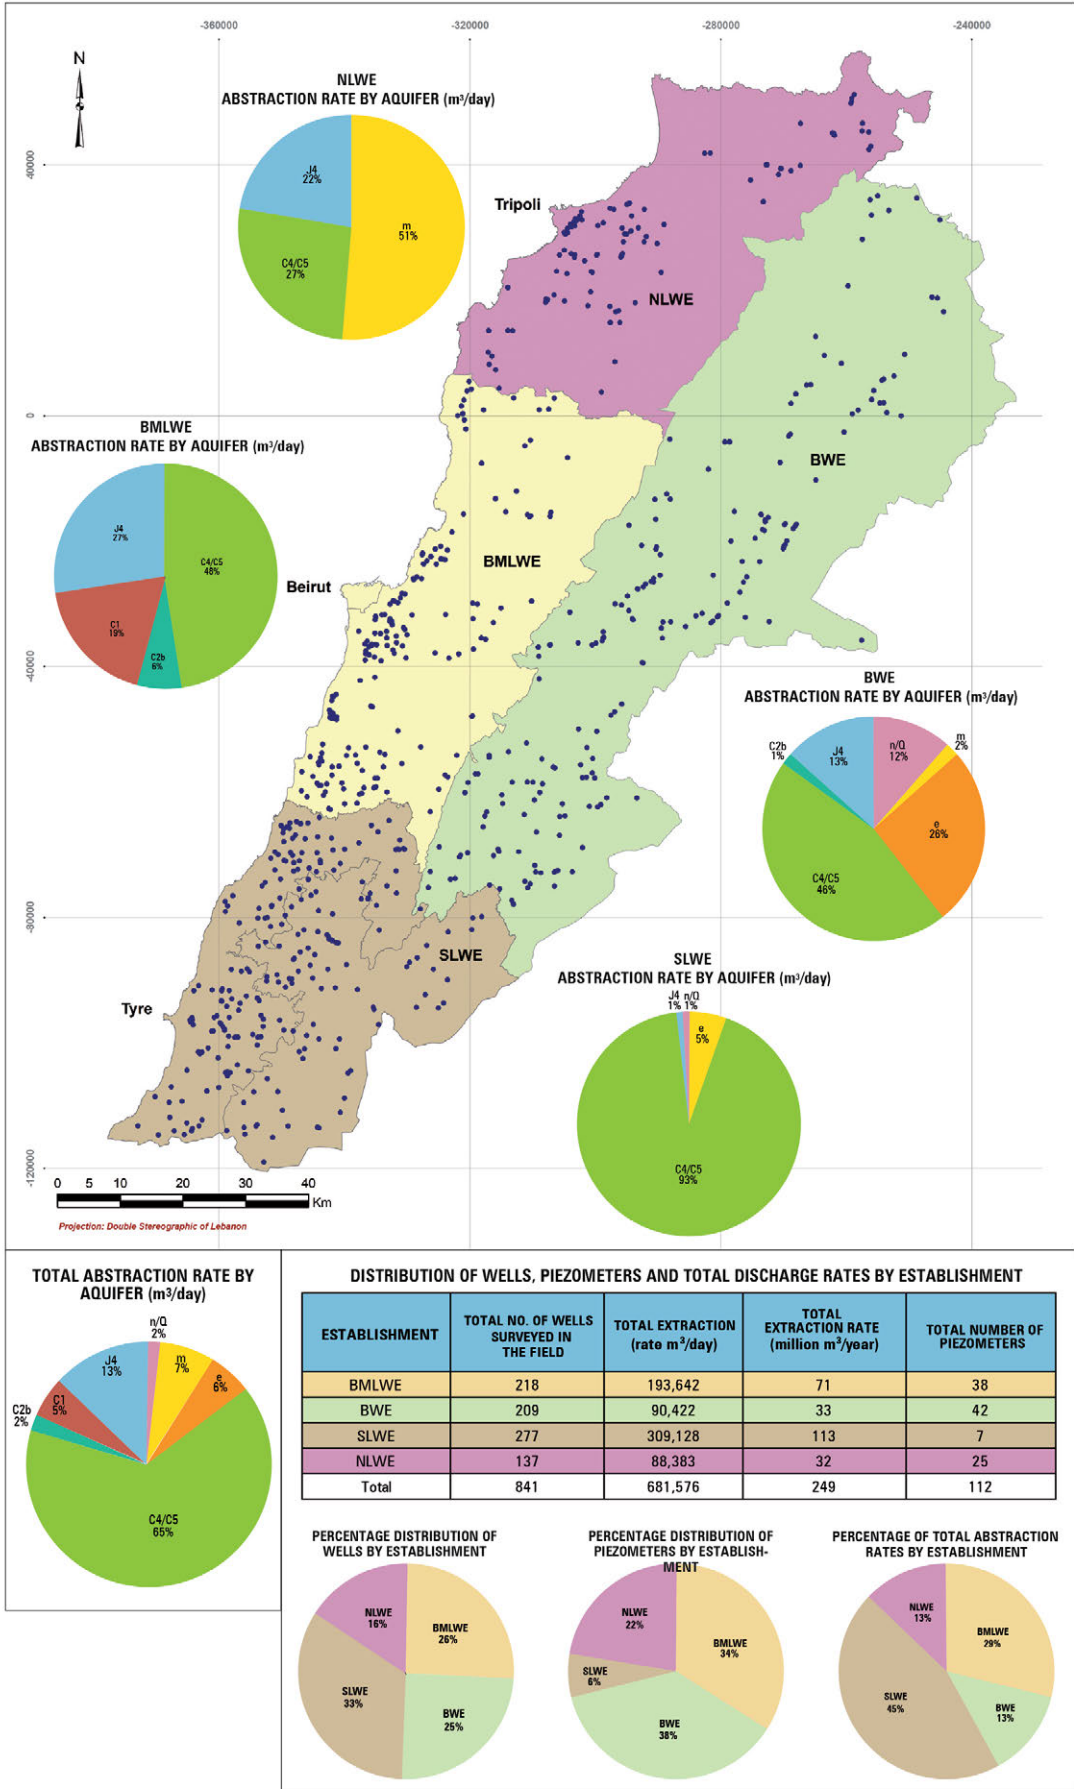 -360000
-320000
-280000
-240000
N
NLWE
ABSTRACTION RATE BY AQUIFER (m³/day)
J4
22%
m
51%
C4/C5
27%
40000
Tripoli
NLWE
0
BMLWE
ABSTRACTION RATE BY AQUIFER (m³/day)
J4
27%
C4/C5
48%
C1
19%
C2b
6%
BWE
BMLWE
Beirut
-40000
BWE
ABSTRACTION RATE BY AQUIFER (m³/day)
C2b
1%
J4
13%
n/Q
12%
m
2%
e
26%
C4/C5
46%
-80000
SLWE
SLWE
ABSTRACTION RATE BY AQUIFER (m³/day)
J4
1%
n/Q
1%
e
5%
C4/C5
93%
Tyre
-120000
0 5 10 20 30 40
Km
Projection: Double Stereographic of Lebanon
TOTAL ABSTRACTION RATE BY
AQUIFER (m³/day)
n/Q
2%
J4
13%
m
7%
e
6%
C1
5%
C2b
2%
C4/C5
65%
DISTRIBUTION OF WELLS, PIEZOMETERS AND TOTAL DISCHARGE RATES BY ESTABLISHMENT
ESTABLISHMENT
TOTAL NO. OF WELLS
SURVEYED IN
THE FIELD
TOTAL EXTRACTION
(rate m³/day)
TOTAL
EXTRACTION RATE
(million m³/year)
TOTAL NUMBER OF
PIEZOMETERS
BMLWE 218 193,642 71 38
BWE 209 90,422 33 42
SLWE 277 309,128 113 7
NLWE 137 88,383 32 25
Total 841 681,576 249 112
PERCENTAGE DISTRIBUTION OF
WELLS BY ESTABLISHMENT
NLWE
16%
BMLWE
26%
SLWE
33%
BWE
25%
PERCENTAGE DISTRIBUTION OF
PIEZOMETERS BY ESTABLISH-
MENT
NLWE
22%
BMLWE
34%
SLWE
6%
BWE
38%
PERCENTAGE OF TOTAL ABSTRACTION
RATES BY ESTABLISHMENT
NLWE
13%
BMLWE
29%
SLWE
45%
BWE
13%